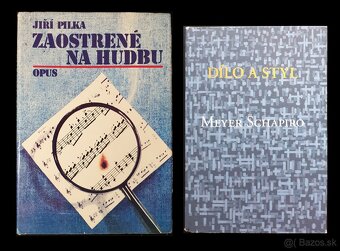 JIŘÍ PILKA
ZAOSTRENÉ
NA HUDBU
OPUS
DÍLO A STYL
MEYER SCHAPIRO
Bazos.sk